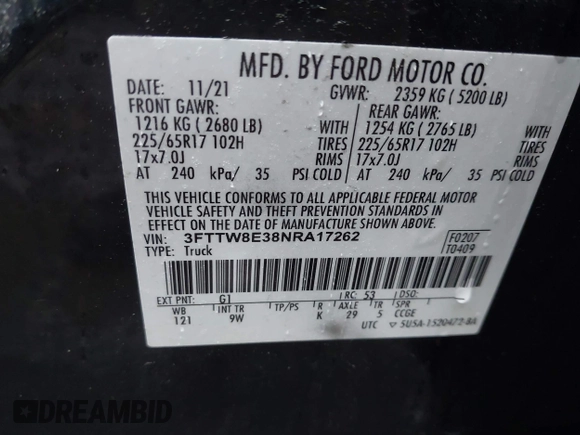 MFD. BY FORD MOTOR CO.
DATE: 11/21 GVWR: 2359 KG ( 5200 LB)
FRONT GAWR: REAR GAWR:
1216 KG ( 2680 LB) WITH 1254 KG ( 2765 LB) WITH
225/65R17 102H TIRES 225/65R17 102H TIRES
17x7.0J RIMS 17x7.0J RIMS
AT 240 kPa/ 35 PSI COLD AT 240 kPa/ 35 PSI COLD
THIS VEHICLE CONFORMS TO ALL APPLICABLE FEDERAL MOTOR
VEHICLE SAFETY AND THEFT PREVENTION STANDARDS IN
EFFECT ON THE DATE OF MANUFACTURE SHOWN ABOVE.
VIN: 3FTTW8E38NRA17262 F0207
TYPE: Truck T0409
EXT PNT: G1 RC: 53 DSO:
WB INT TR TP/PS R AXLE TR SPR
121 9W K 29 5 CCGE
UTC ▽ 5U5A-1520472-BA
DREAMBID